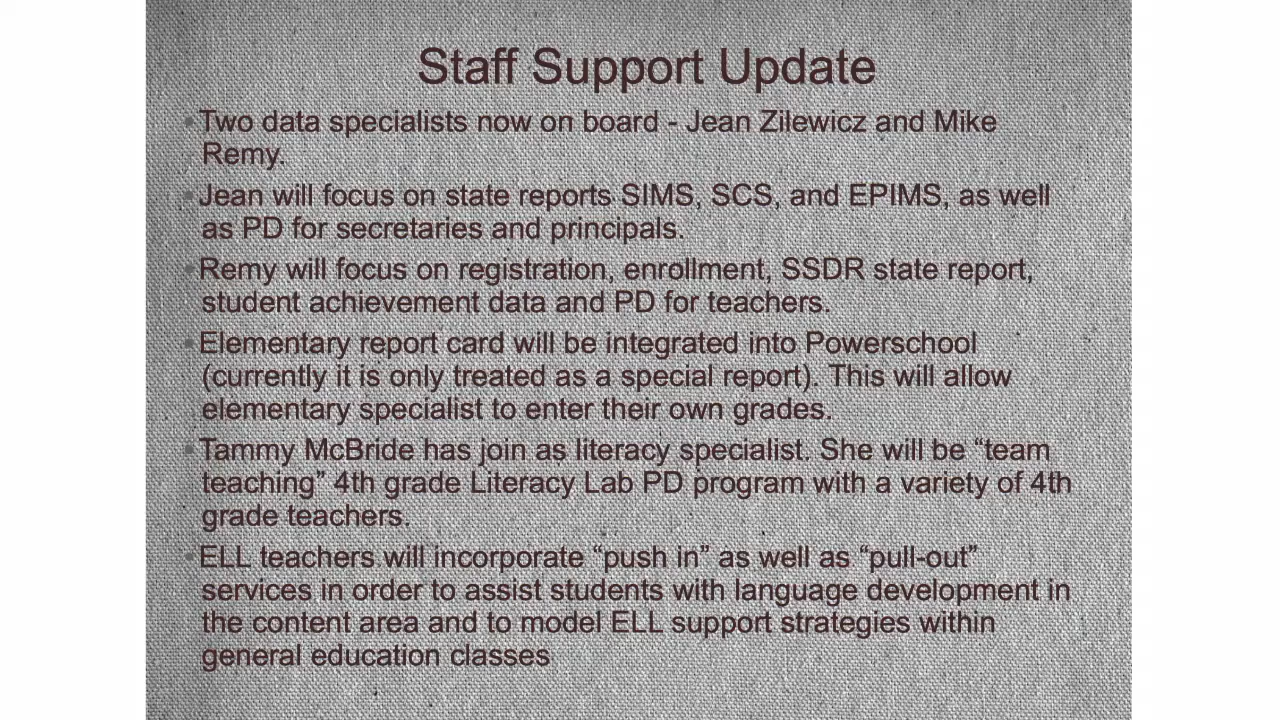 Staff Support Update
•Two data specialists now on board - Jean Zilewicz and Mike
Remy.
•Jean will focus on state reports SIMS, SCS, and EPIMS, as well
as PD for secretaries and principals.
•Remy will focus on registration, enrollment, SSDR state report,
student achievement data and PD for teachers.
•Elementary report card will be integrated into Powerschool
(currently it is only treated as a special report). This will allow
elementary specialist to enter their own grades.
•Tammy McBride has join as literacy specialist. She will be “team
teaching” 4th grade Literacy Lab PD program with a variety of 4th
grade teachers.
•ELL teachers will incorporate “push in” as well as “pull-out”
services in order to assist students with language development in
the content area and to model ELL support strategies within
general education classes